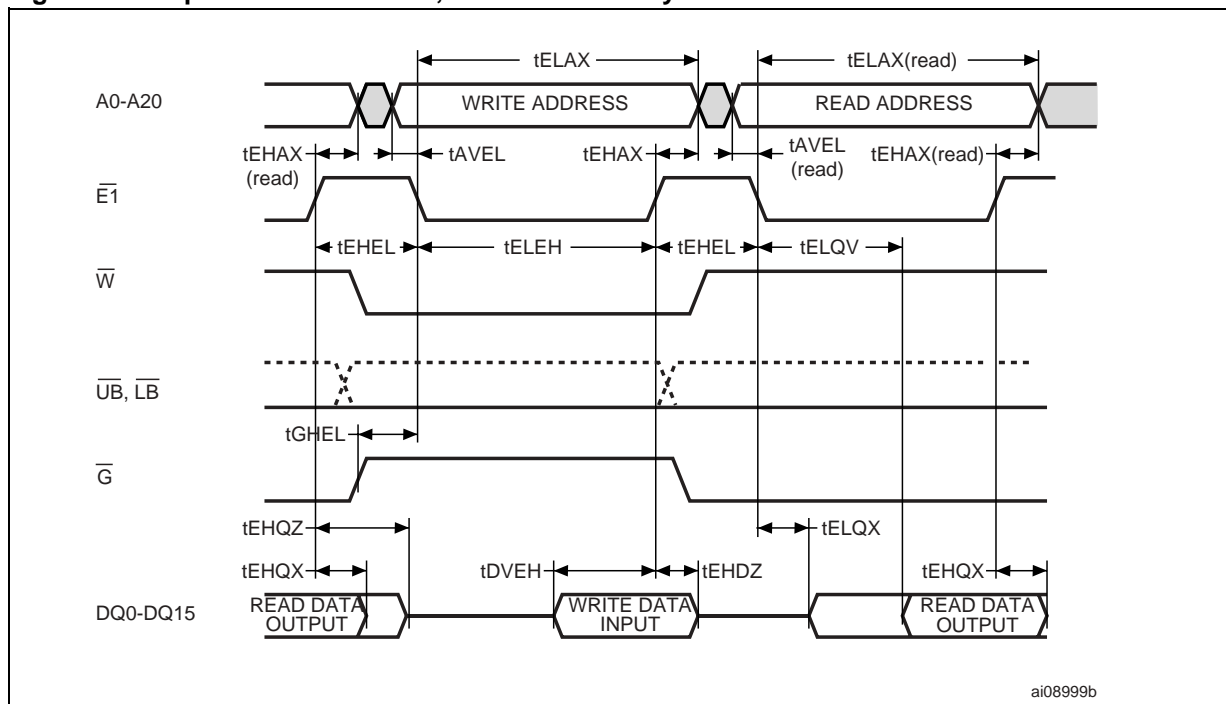 tELAX
tELAX(read)
A0-A20
WRITE ADDRESS
READ ADDRESS
tEHAX
(read)
tAVEL
tEHAX
tAVEL
(read)
tEHAX(read)
E1
tEHEL
tELEH
tEHEL
tELQV
W
UB, LB
tGHEL
G
tEHQZ
tELQX
tEHQX
tDVEH
tEHDZ
tEHQX
DQ0-DQ15
READ DATA
OUTPUT
WRITE DATA
INPUT
READ DATA
OUTPUT
ai08999b